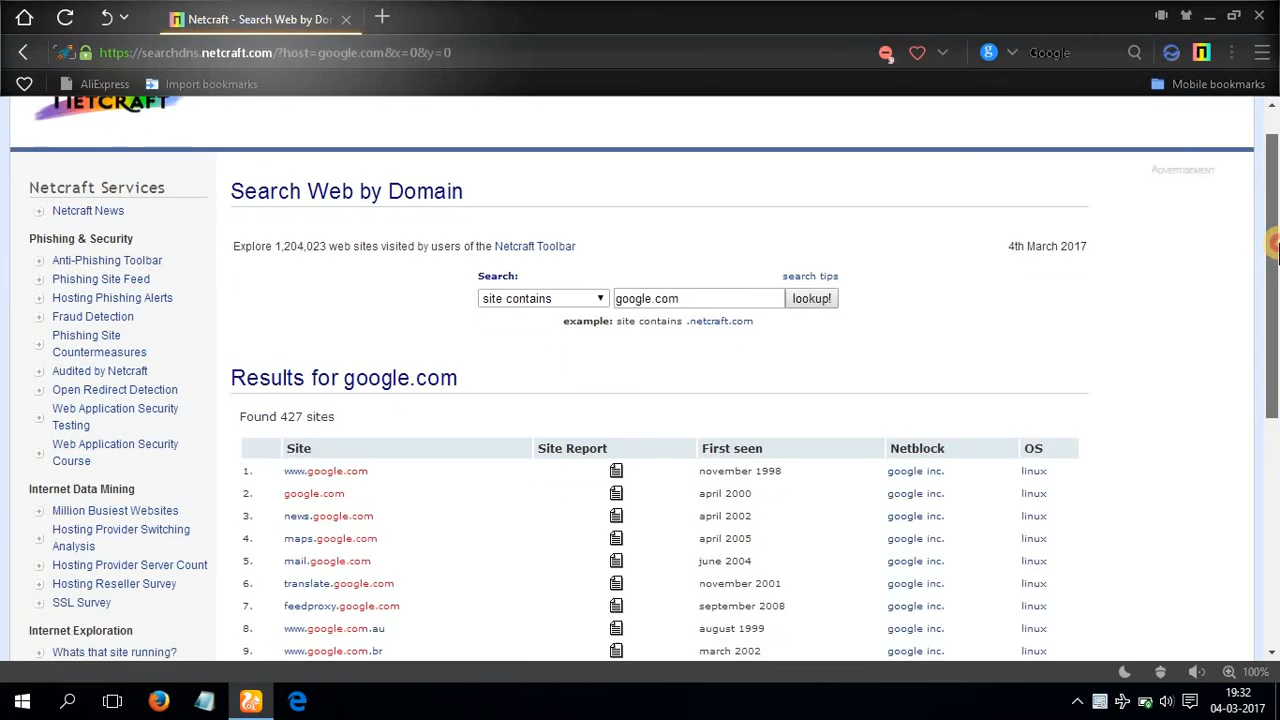 Netcraft - Search Web by Do
https://searchdns.netcraft.com/?host=google.com&x=0&y=0
Google
AliExpress
Import bookmarks
Mobile bookmarks
NETCRAFT
ADVERTISEMENT
Netcraft Services
Netcraft News
Phishing & Security
Anti-Phishing Toolbar
Phishing Site Feed
Hosting Phishing Alerts
Fraud Detection
Phishing Site
Countermeasures
Audited by Netcraft
Open Redirect Detection
Web Application Security
Testing
Web Application Security
Course
Internet Data Mining
Million Busiest Websites
Hosting Provider Switching
Analysis
Hosting Provider Server Count
Hosting Reseller Survey
SSL Survey
Internet Exploration
Whats that site running?
Search Web by Domain
Explore 1,204,023 web sites visited by users of the Netcraft Toolbar 4th March 2017
Search: search tips
site contains google.com lookup!
example: site contains .netcraft.com
Results for google.com
Found 427 sites
Site Site Report First seen Netblock OS
1. www.google.com november 1998 google inc. linux
2. google.com april 2000 google inc. linux
3. news.google.com april 2002 google inc. linux
4. maps.google.com april 2005 google inc. linux
5. mail.google.com june 2004 google inc. linux
6. translate.google.com november 2001 google inc. linux
7. feedproxy.google.com september 2008 google inc. linux
8. www.google.com.au august 1999 google inc. linux
9. www.google.com.br march 2002 google inc. linux
100%
19:32
04-03-2017